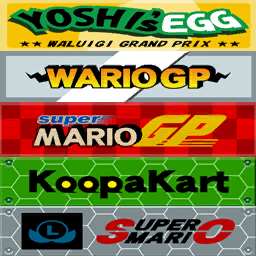 YOSHI's EGG
★★ WALUIGI GRAND PRIX ★★
WARIO GP
super
MARIO GP
KoopaKart
L SUPER
MARIO